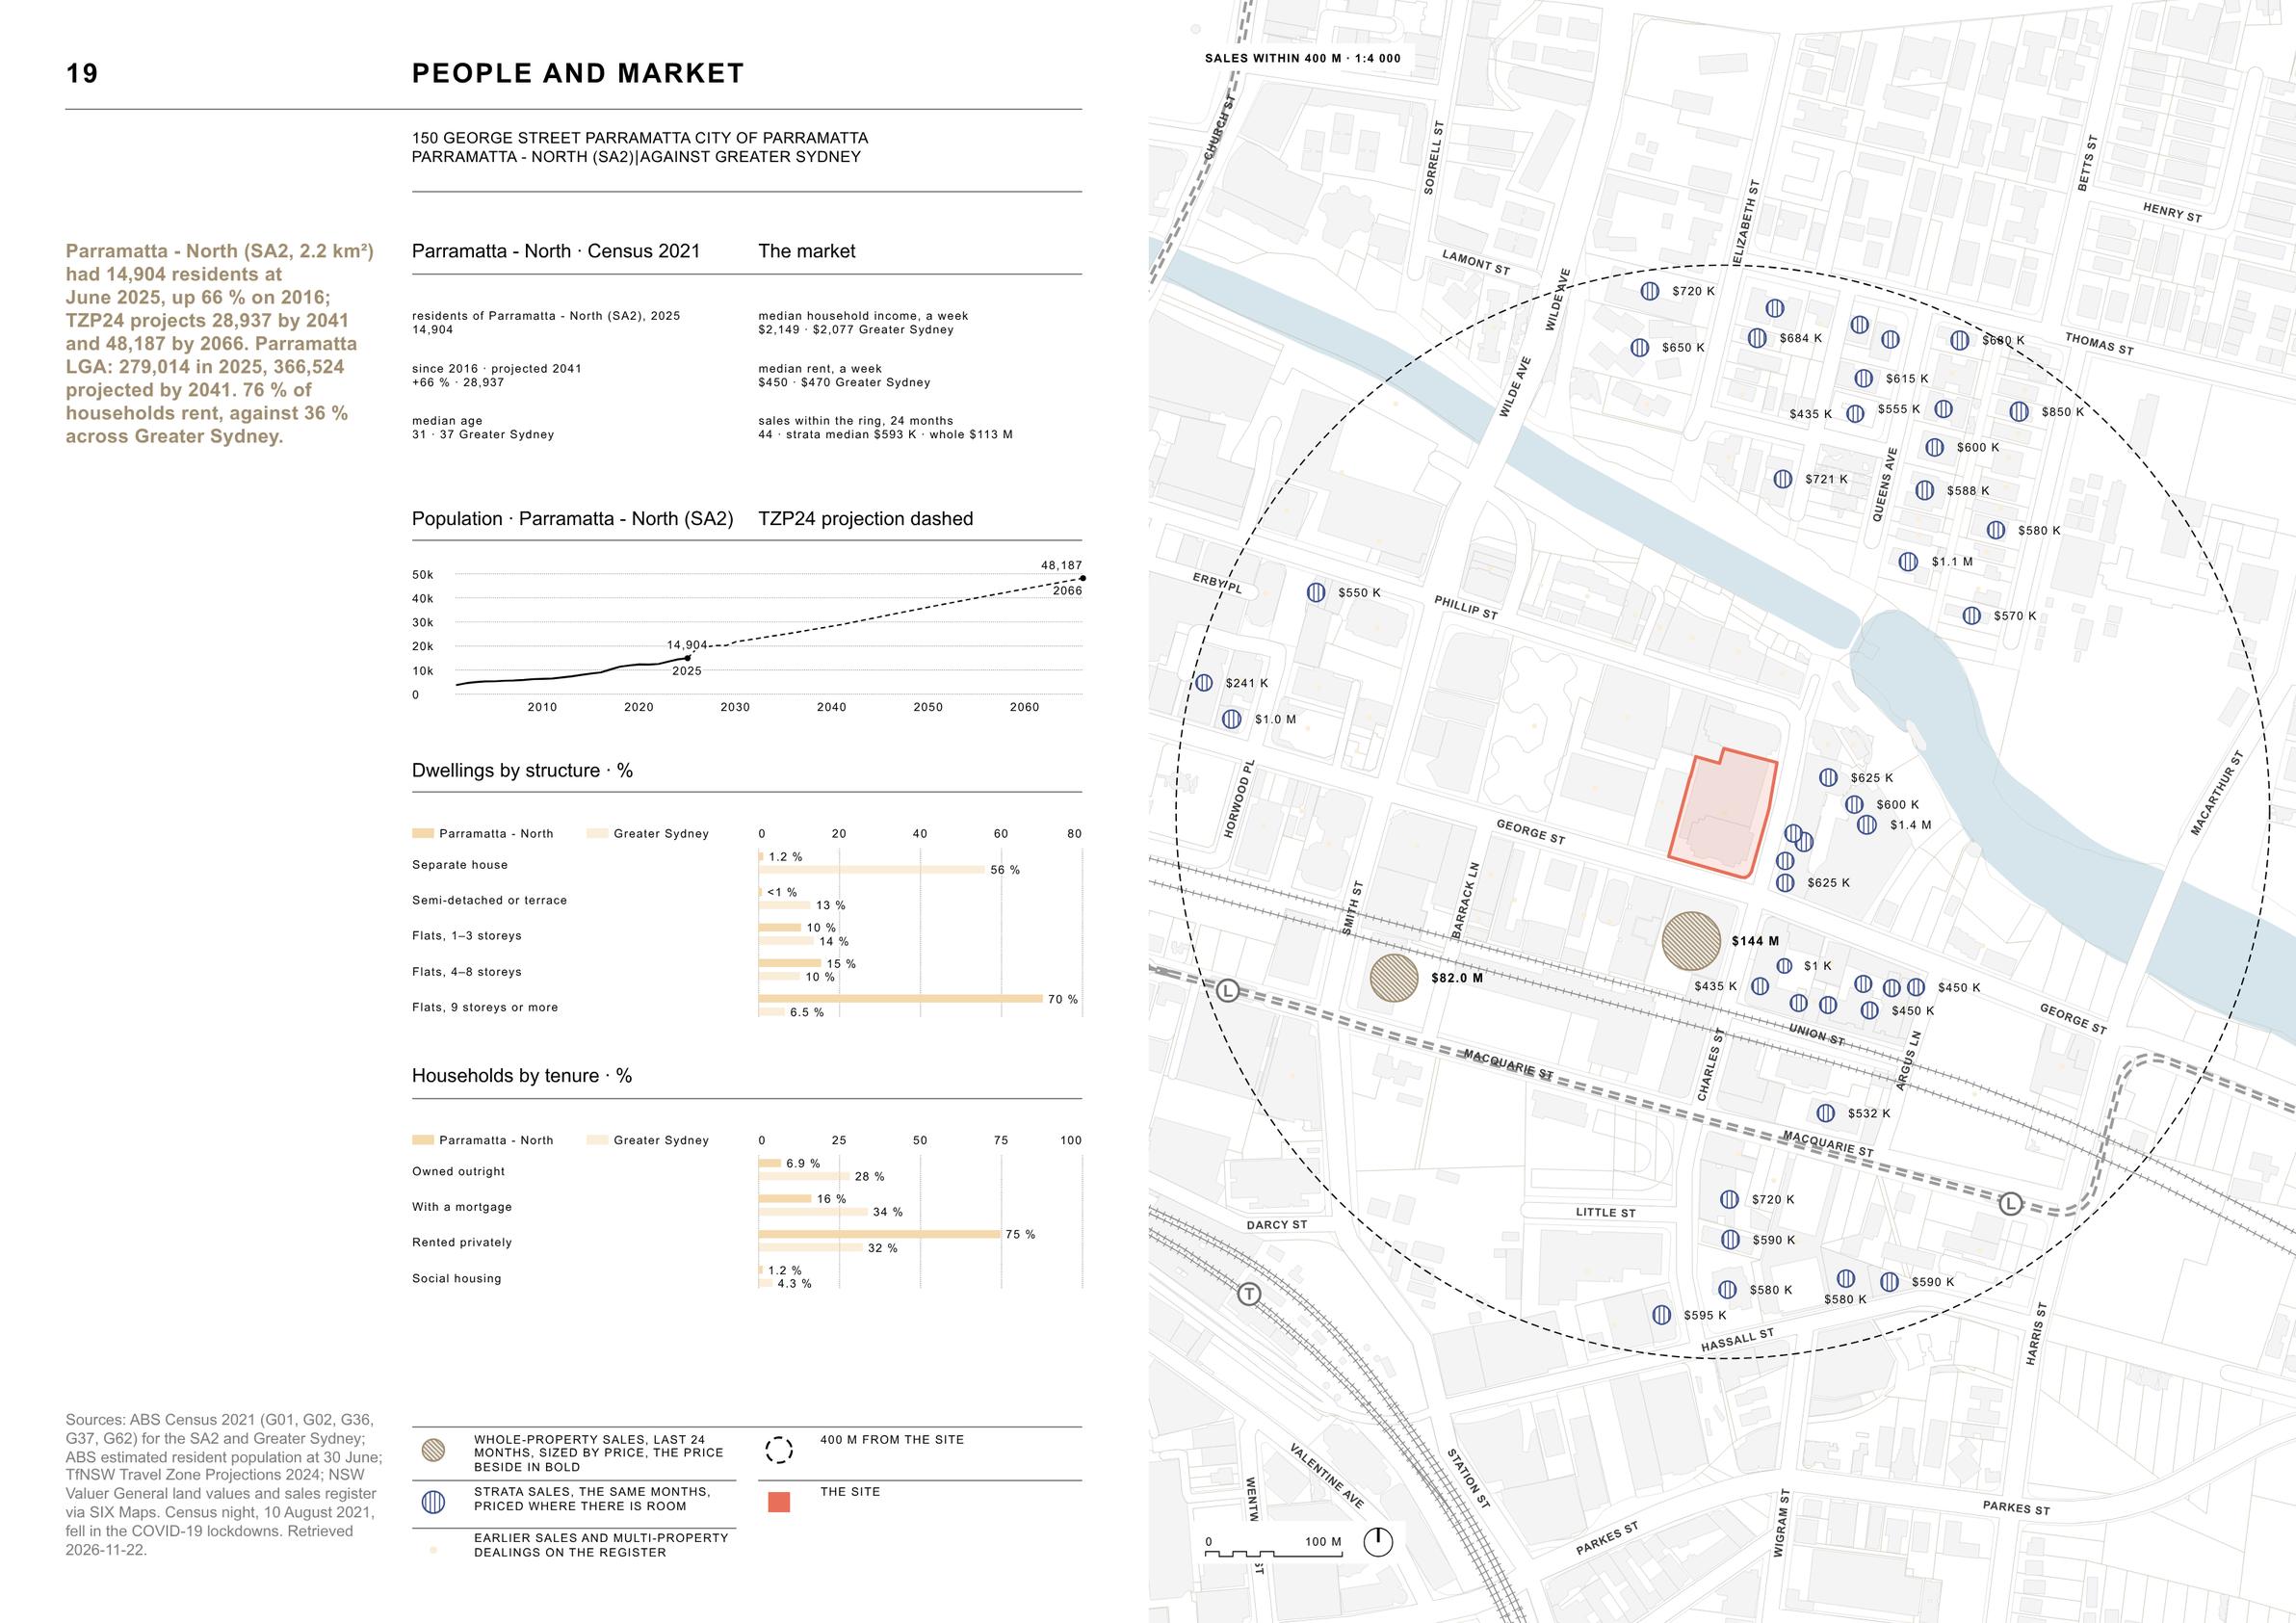 19
PEOPLE AND MARKET
150 GEORGE STREET PARRAMATTA CITY OF PARRAMATTA
PARRAMATTA - NORTH (SA2)|AGAINST GREATER SYDNEY
Parramatta - North (SA2, 2.2 km²)
had 14,904 residents at
June 2025, up 66 % on 2016;
TZP24 projects 28,937 by 2041
and 48,187 by 2066. Parramatta
LGA: 279,014 in 2025, 366,524
projected by 2041. 76 % of
households rent, against 36 %
across Greater Sydney.
Parramatta - North · Census 2021
residents of Parramatta - North (SA2), 2025
14,904
since 2016 · projected 2041
+66 % · 28,937
median age
31 · 37 Greater Sydney
The market
median household income, a week
$2,149 · $2,077 Greater Sydney
median rent, a week
$450 · $470 Greater Sydney
sales within the ring, 24 months
44 · strata median $593 K · whole $113 M
Population · Parramatta - North (SA2)
TZP24 projection dashed
50k
40k
30k
20k
10k
0
48,187
2066
14,904
2025
2010
2020
2030
2040
2050
2060
Dwellings by structure · %
Parramatta - North
Greater Sydney
0
20
40
60
80
Separate house
1.2 %
56 %
Semi-detached or terrace
<1 %
13 %
Flats, 1–3 storeys
10 %
14 %
Flats, 4–8 storeys
15 %
10 %
Flats, 9 storeys or more
70 %
6.5 %
Households by tenure · %
Parramatta - North
Greater Sydney
0
25
50
75
100
Owned outright
6.9 %
28 %
With a mortgage
16 %
34 %
Rented privately
75 %
32 %
Social housing
1.2 %
4.3 %
Sources: ABS Census 2021 (G01, G02, G36,
G37, G62) for the SA2 and Greater Sydney;
ABS estimated resident population at 30 June;
TfNSW Travel Zone Projections 2024; NSW
Valuer General land values and sales register
via SIX Maps. Census night, 10 August 2021,
fell in the COVID-19 lockdowns. Retrieved
2026-11-22.
WHOLE-PROPERTY SALES, LAST 24
MONTHS, SIZED BY PRICE, THE PRICE
BESIDE IN BOLD
STRATA SALES, THE SAME MONTHS,
PRICED WHERE THERE IS ROOM
EARLIER SALES AND MULTI-PROPERTY
DEALINGS ON THE REGISTER
400 M FROM THE SITE
THE SITE
SALES WITHIN 400 M · 1:4 000
CHURCH ST
SORRELL ST
ELIZABETH ST
BETTS ST
HENRY ST
LAMONT ST
WILDE AVE
WILDE AVE
THOMAS ST
$720 K
$650 K
$684 K
$680 K
$615 K
$435 K
$555 K
$850 K
$600 K
$721 K
QUEENS AVE
$588 K
$580 K
$1.1 M
$570 K
ERBY PL
$550 K
PHILLIP ST
$241 K
$1.0 M
HORWOOD PL
MACARTHUR ST
$625 K
$600 K
$1.4 M
$625 K
GEORGE ST
SMITH ST
BARRACK LN
$144 M
$82.0 M
$1 K
$435 K
$450 K
$450 K
L
GEORGE ST
UNION ST
ARGUS LN
MACQUARIE ST
CHARLES ST
$532 K
MACQUARIE ST
$720 K
L
LITTLE ST
DARCY ST
$590 K
T
$580 K
$580 K
$590 K
$595 K
HASSALL ST
HARRIS ST
VALENTINE AVE
STATION ST
WENTW
ST
PARKES ST
WIGRAM ST
PARKES ST
0
100 M